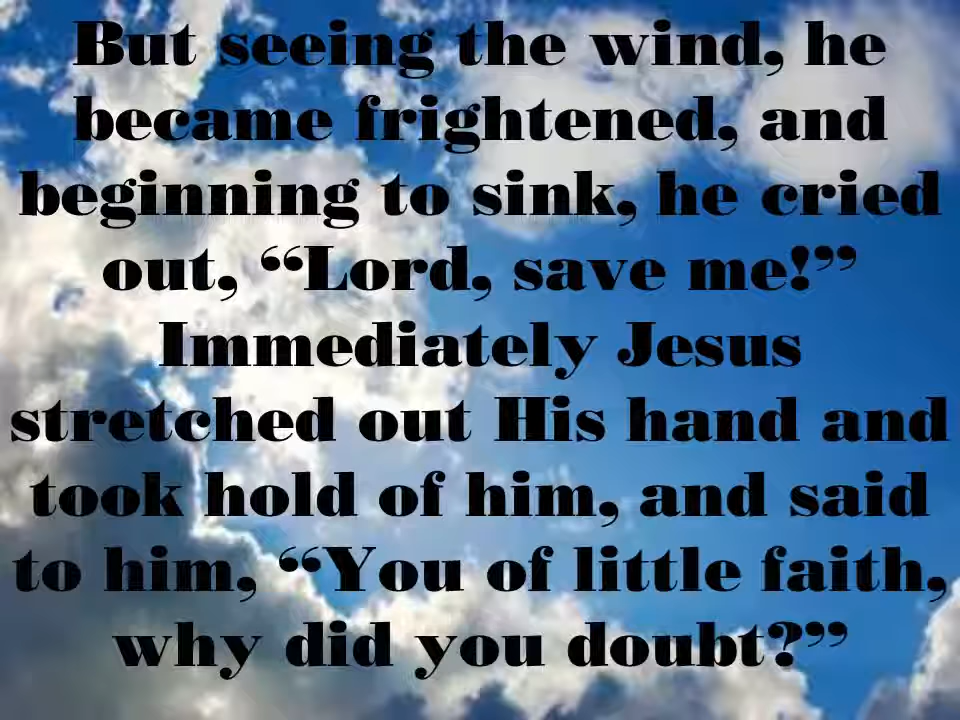 But seeing the wind, he
became frightened, and
beginning to sink, he cried
out, “Lord, save me!”
Immediately Jesus
stretched out His hand and
took hold of him, and said
to him, “You of little faith,
why did you doubt?”